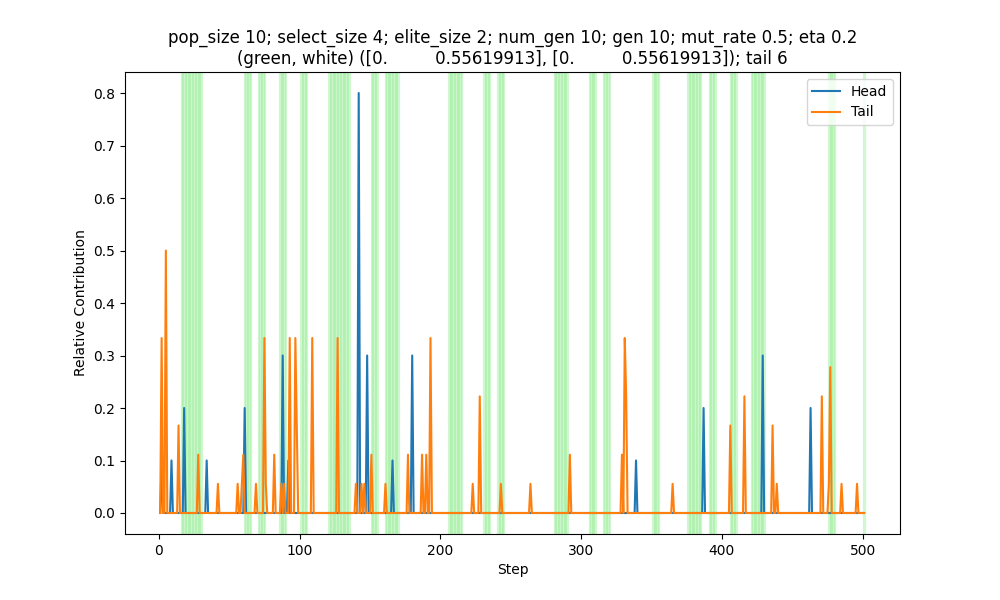 pop_size 10; select_size 4; elite_size 2; num_gen 10; gen 10; mut_rate 0.5; eta 0.2
(green, white) ([0. 0.55619913], [0. 0.55619913]); tail 6
Head
Tail
0.8
0.7
0.6
0.5
0.4
0.3
0.2
0.1
0.0
Relative Contribution
0 100 200 300 400 500
Step